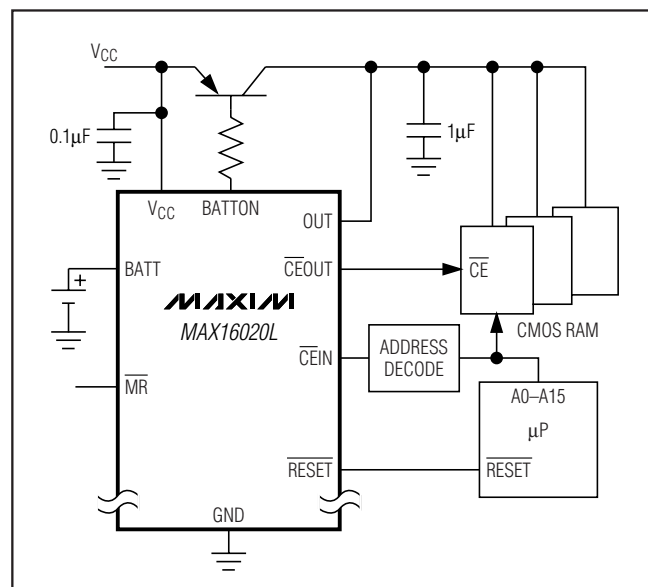 VCC
0.1µF
1µF
VCC
BATTON
OUT
BATT
CEOUT
CE
MAXIM
MAX16020L
CMOS RAM
CEIN
ADDRESS
DECODE
MR
A0–A15
µP
RESET
RESET
GND
+